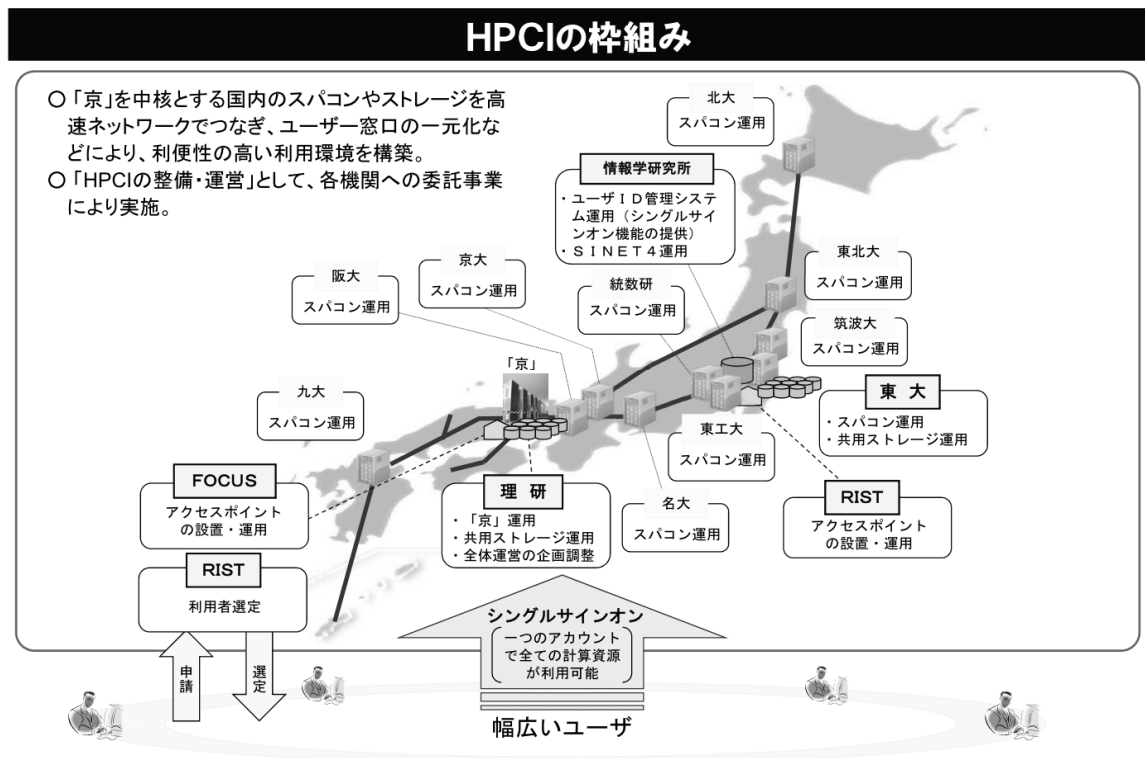 HPCIの枠組み
○「京」を中核とする国内のスパコンやストレージを高
速ネットワークでつなぎ、ユーザー窓口の一元化な
どにより、利便性の高い利用環境を構築。
○「HPCIの整備・運営」として、各機関への委託事業
により実施。
北大
スパコン運用
情報学研究所
・ユーザＩＤ管理システ
ム運用（シングルサイ
ンオン機能の提供）
・ＳＩＮＥＴ４運用
東北大
スパコン運用
京大
スパコン運用
阪大
スパコン運用
統数研
スパコン運用
筑波大
スパコン運用
「京」
九大
スパコン運用
東 大
・スパコン運用
・共用ストレージ運用
東工大
スパコン運用
FOCUS
アクセスポイント
の設置・運用
理 研
・「京」運用
・共用ストレージ運用
・全体運営の企画調整
名大
スパコン運用
RIST
アクセスポイント
の設置・運用
RIST
利用者選定
申請
選定
シングルサインオン
一つのアカウント
で全ての計算資源
が利用可能
幅広いユーザ